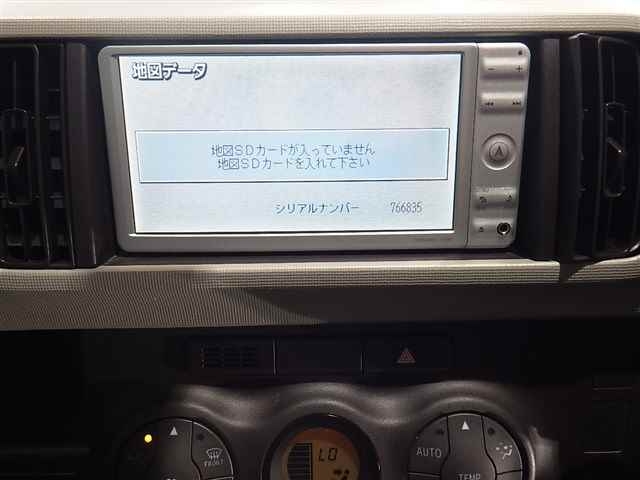 地図データ
地図SDカードが入っていません
地図SDカードを入れて下さい
シリアルナンバー 766835
LO
FRONT
AUTO
TEMP